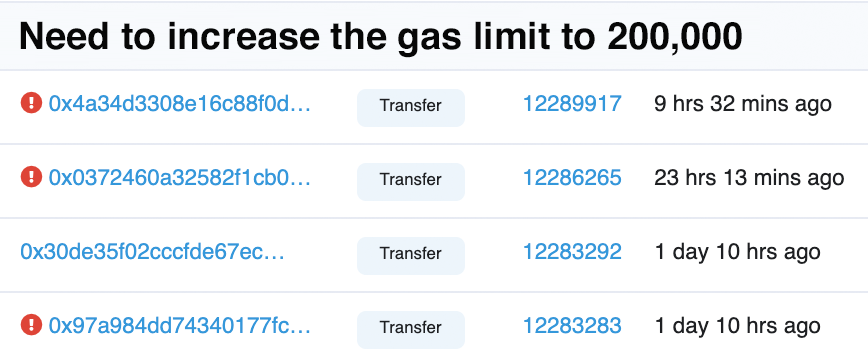 Need to increase the gas limit to 200,000
0x4a34d3308e16c88f0d... Transfer 12289917 9 hrs 32 mins ago
0x0372460a32582f1cb0... Transfer 12286265 23 hrs 13 mins ago
0x30de35f02cccfde67ec... Transfer 12283292 1 day 10 hrs ago
0x97a984dd74340177fc... Transfer 12283283 1 day 10 hrs ago